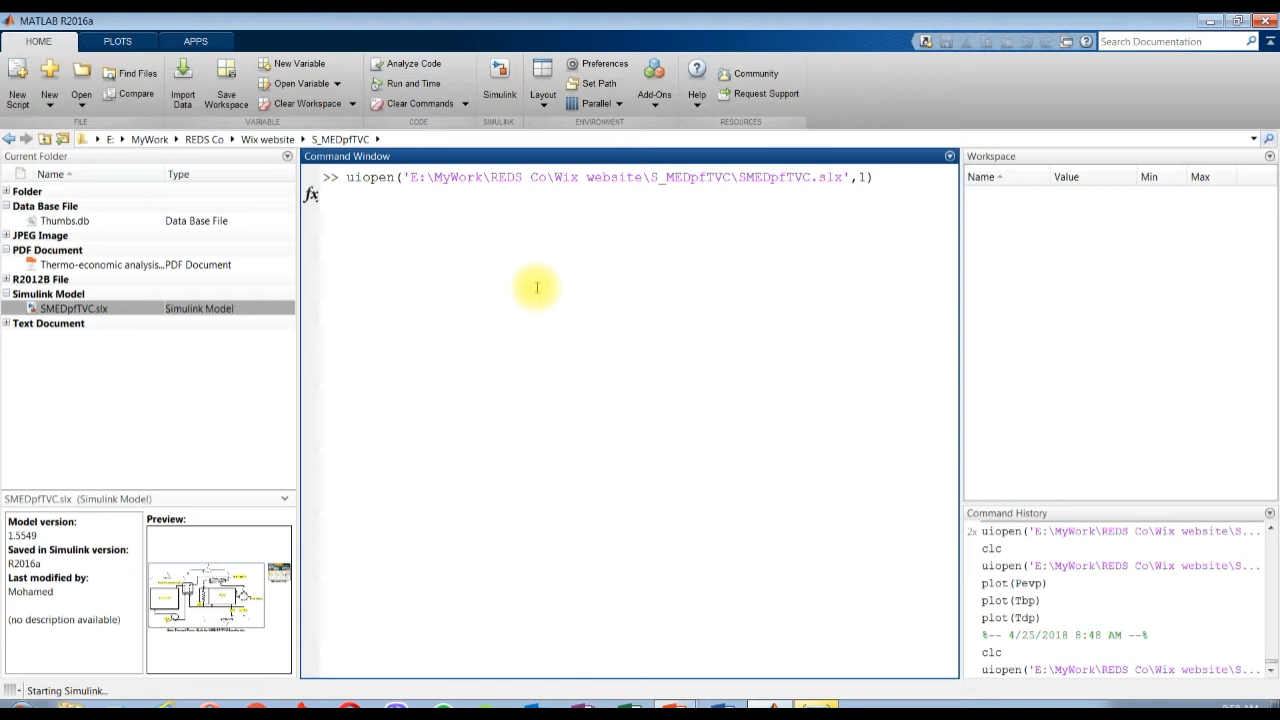 MATLAB R2016a
HOME PLOTS APPS
Search Documentation
New Script
New
Open
Find Files
Compare
FILE
Import Data
Save Workspace
New Variable
Open Variable
Clear Workspace
VARIABLE
Analyze Code
Run and Time
Clear Commands
CODE
Simulink
SIMULINK
Layout
Preferences
Set Path
Parallel
Add-Ons
ENVIRONMENT
Help
Community
Request Support
RESOURCES
E: MyWork REDS Co Wix website S_MEDpfTVC
Current Folder
Name Type
Folder
Data Base File
Thumbs.db Data Base File
JPEG Image
PDF Document
Thermo-economic analysis... PDF Document
R2012B File
Simulink Model
SMEDpfTVC.slx Simulink Model
Text Document
SMEDpfTVC.slx (Simulink Model)
Model version:
1.5549
Saved in Simulink version:
R2016a
Last modified by:
Mohamed
(no description available)
Preview:
Command Window
>> uiopen('E:\MyWork\REDS Co\Wix website\S_MEDpfTVC\SMEDpfTVC.slx',1)
fx
Workspace
Name Value Min Max
Command History
2x uiopen('E:\MyWork\REDS Co\Wix website\S...
clc
uiopen('E:\MyWork\REDS Co\Wix website\S...
plot(Pevp)
plot(Tbp)
plot(Tdp)
%-- 4/25/2018 8:48 AM --%
clc
uiopen('E:\MyWork\REDS Co\Wix website\S...
Starting Simulink...